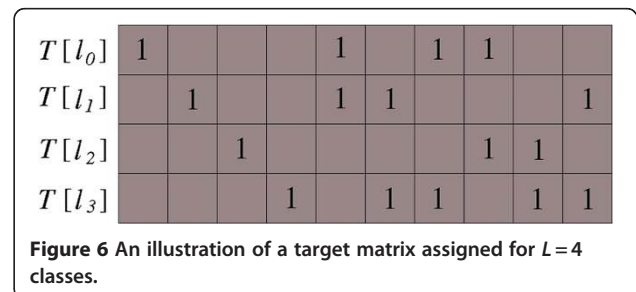 T[l₀] 1 1 1 1
T[l₁] 1 1 1 1
T[l₂] 1 1 1
T[l₃] 1 1 1 1 1
Figure 6 An illustration of a target matrix assigned for L = 4
classes.